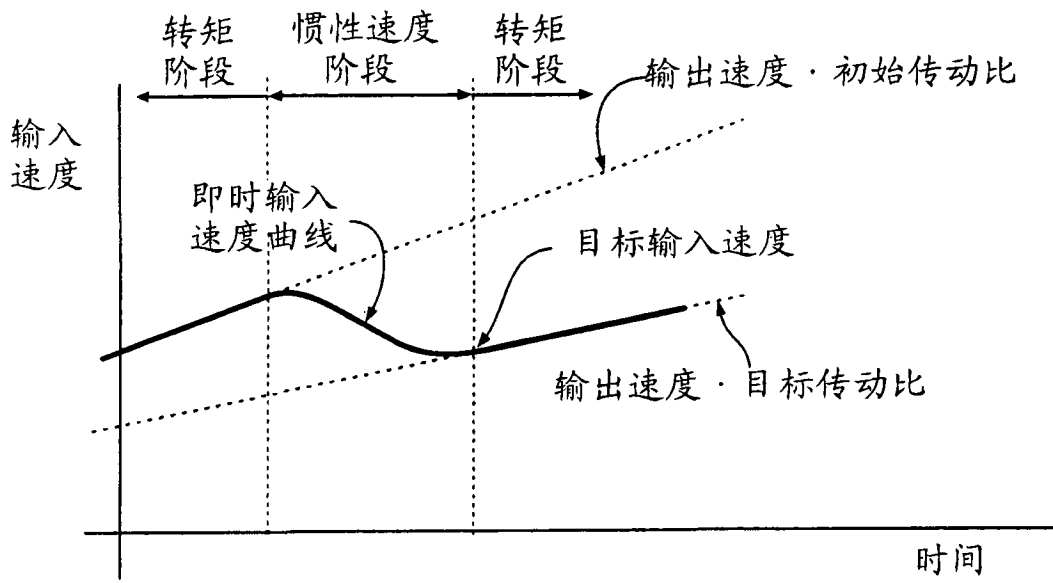 转矩
阶段
惯性速度
阶段
转矩
阶段
输出速度·初始传动比
输入
速度
即时输入
速度曲线
目标输入速度
输出速度·目标传动比
时间